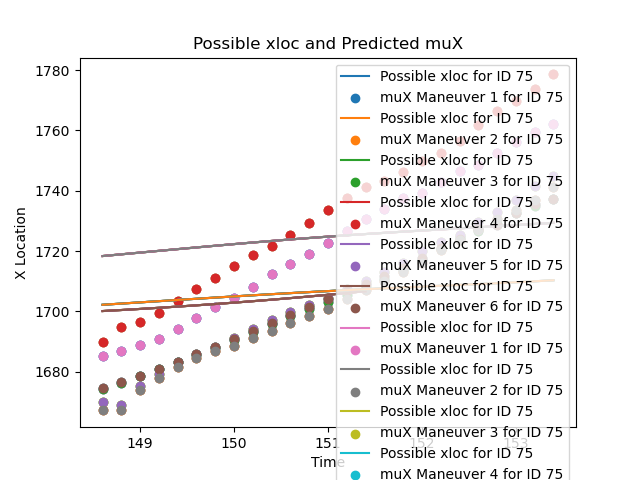 Possible xloc and Predicted muX
1780
1760
1740
1720
1700
1680
X Location
149
150
151
152
153
Time
Possible xloc for ID 75
muX Maneuver 1 for ID 75
Possible xloc for ID 75
muX Maneuver 2 for ID 75
Possible xloc for ID 75
muX Maneuver 3 for ID 75
Possible xloc for ID 75
muX Maneuver 4 for ID 75
Possible xloc for ID 75
muX Maneuver 5 for ID 75
Possible xloc for ID 75
muX Maneuver 6 for ID 75
Possible xloc for ID 75
muX Maneuver 1 for ID 75
Possible xloc for ID 75
muX Maneuver 2 for ID 75
Possible xloc for ID 75
muX Maneuver 3 for ID 75
Possible xloc for ID 75
muX Maneuver 4 for ID 75